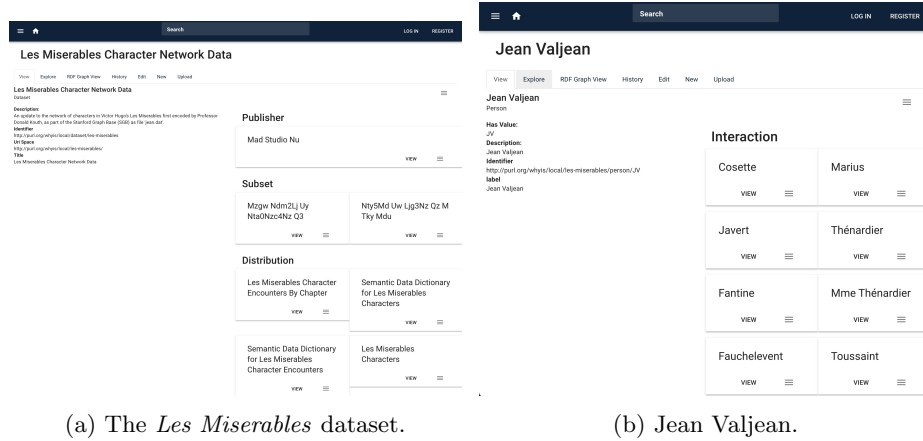 Search
LOG IN REGISTER
Les Miserables Character Network Data
View Explore RDF Graph View History Edit New Upload
Les Miserables Character Network Data
Dataset
Description:
An update to the network of characters in Victor Hugo's Les Miserables first encoded by Professor
Donald Knuth, as part of the Stanford Graph Base (SGB) as file 'jean dat'.
Identifier
http://purl.org/whyis/local/dataset/les-miserables
Uri Space
http://purl.org/whyis/local/les-miserables/
Title
Les Miserables Character Network Data
Publisher
Mad Studio Nu
VIEW
Subset
Mzgw Ndm2Lj Uy
Nta0Nzc4Nz Q3
VIEW
Nty5Md Uw Ljg3Nz Qz M
Tky Mdu
VIEW
Distribution
Les Miserables Character
Encounters By Chapter
VIEW
Semantic Data Dictionary
for Les Miserables
Characters
VIEW
Semantic Data Dictionary
for Les Miserables
Character Encounters
VIEW
Les Miserables
Characters
VIEW
(a) The Les Miserables dataset.
Search
LOG IN REGISTER
Jean Valjean
View Explore RDF Graph View History Edit New Upload
Jean Valjean
Person
Has Value:
JV
Description:
Jean Valjean
Identifier
http://purl.org/whyis/local/les-miserables/person/JV
label
Jean Valjean
Interaction
Cosette
VIEW
Marius
VIEW
Javert
VIEW
Thénardier
VIEW
Fantine
VIEW
Mme Thénardier
VIEW
Fauchelevent
VIEW
Toussaint
VIEW
(b) Jean Valjean.